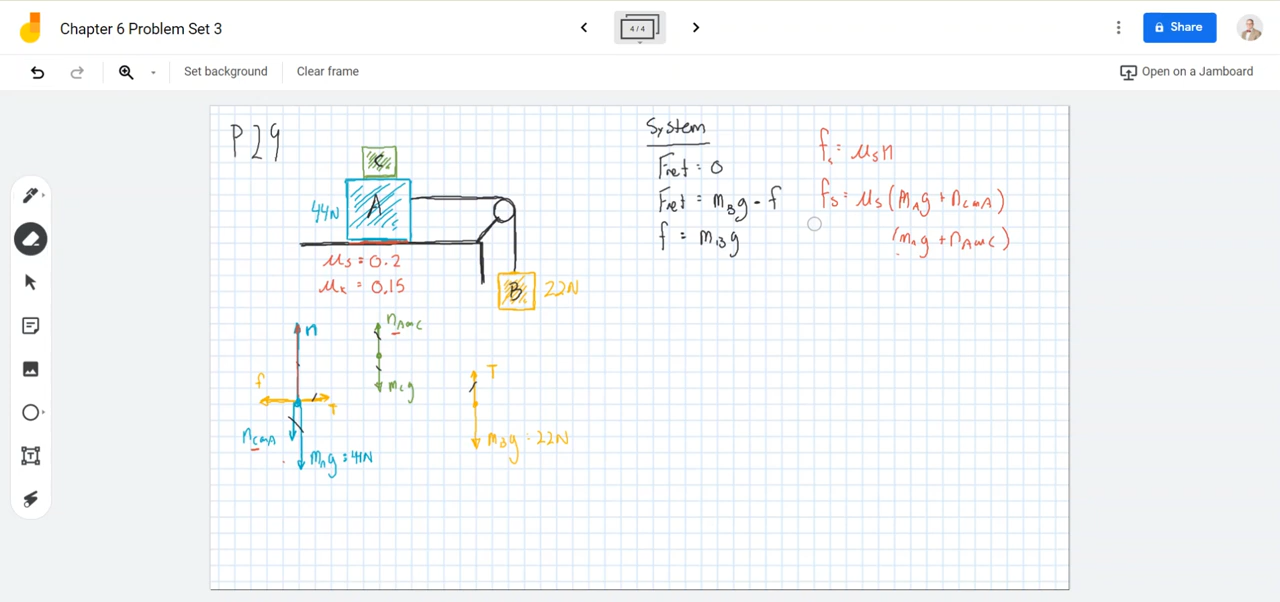 Chapter 6 Problem Set 3
4/4
Share
Set background
Clear frame
Open on a Jamboard
P29
C
44N
A
μs = 0.2
μk = 0.15
B 22N
System
Fnet = 0
Fnet = mBg - f
f = mBg
fs = μsn
fs = μs(mAg + nConA)
(mAg + nAonC)
n
f
T
nConA
mAg = 44N
nAonC
mcg
T
mBg = 22N
T